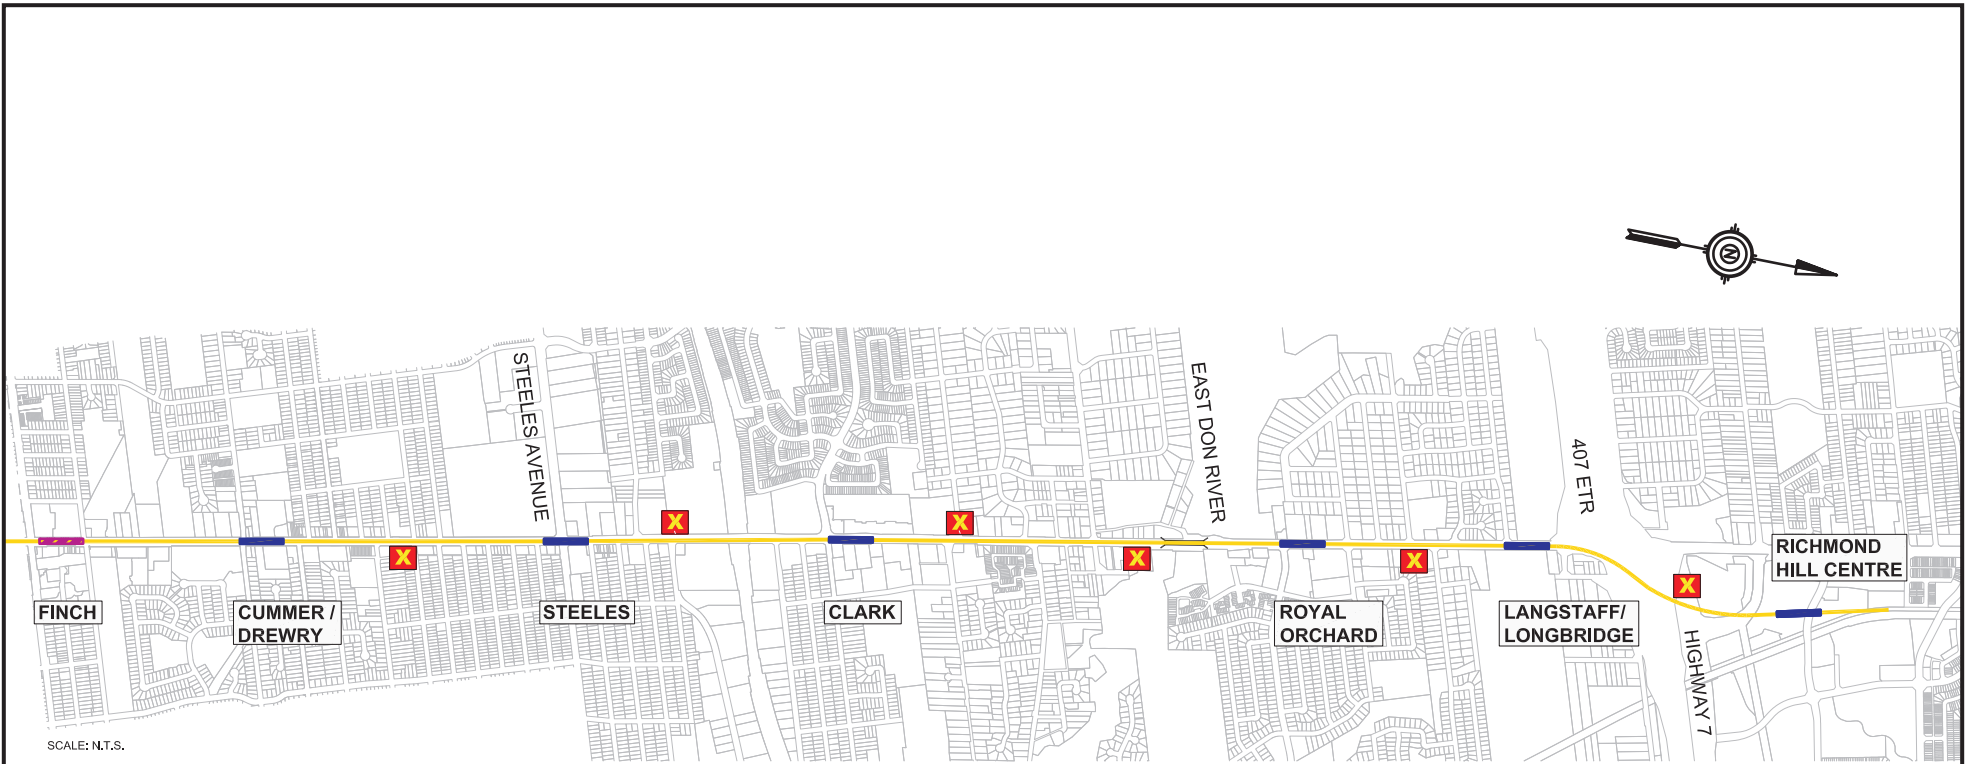 N
STEELES AVENUE
EAST DON RIVER
407 ETR
X
X
X
X
X
X
RICHMOND
HILL CENTRE
FINCH
CUMMER /
DREWRY
STEELES
CLARK
ROYAL
ORCHARD
LANGSTAFF/
LONGBRIDGE
HIGHWAY 7
SCALE: N.T.S.